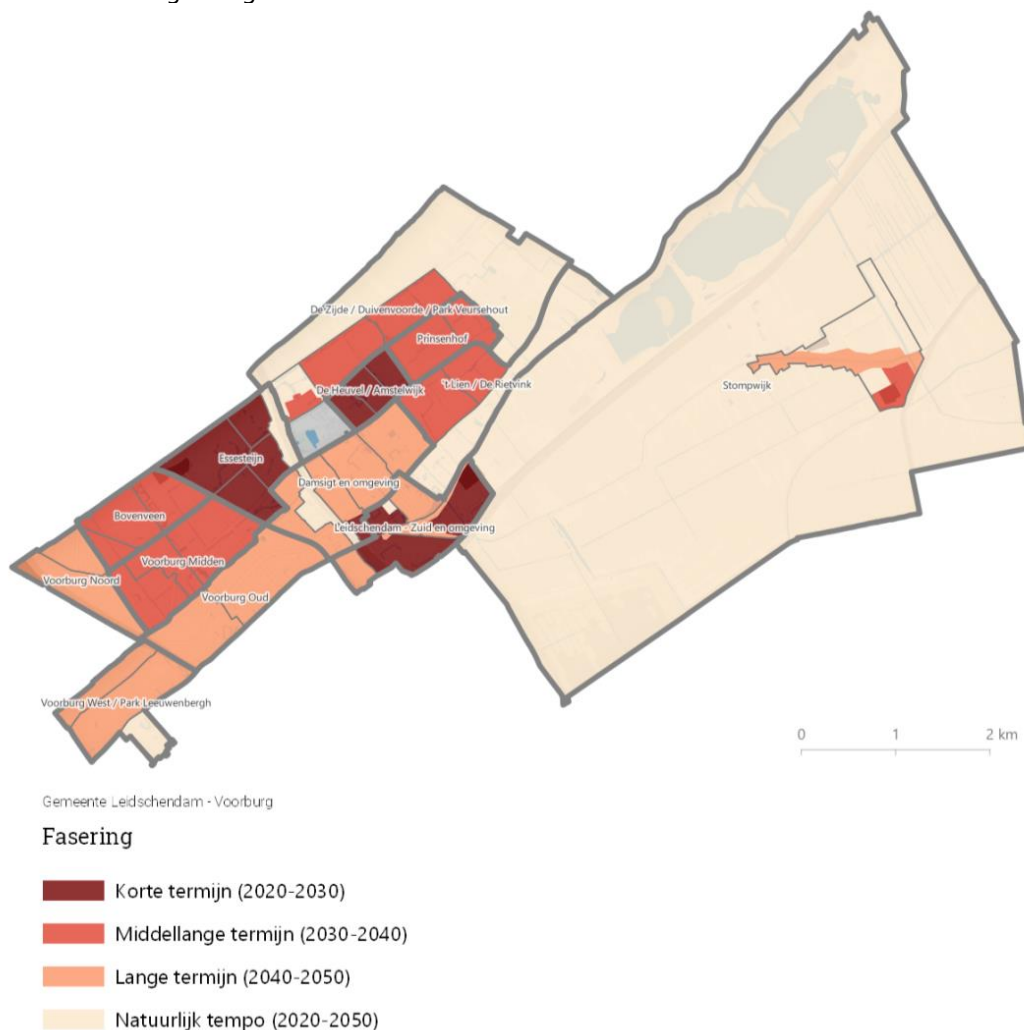 De Zijde / Duivenvoorde / Park Veursehout
Prinsenhof
De Heuvel / Amstelwijk
't Lien / De Rietvink
Stompwijk
Essesteijn
Damsigt en omgeving
Bovenveen
Leidschendam - Zuid en omgeving
Voorburg Midden
Voorburg Noord
Voorburg Oud
Voorburg West / Park Leeuwenbergh
0 1 2 km
Gemeente Leidschendam - Voorburg
Fasering
Korte termijn (2020-2030)
Middellange termijn (2030-2040)
Lange termijn (2040-2050)
Natuurlijk tempo (2020-2050)